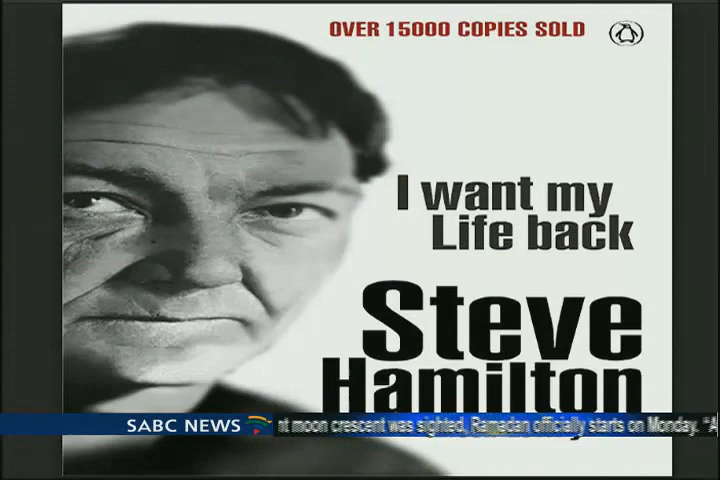 OVER 15000 COPIES SOLD
I want my
Life back
Steve
Hamilton
SABC NEWS
nt moon crescent was sighted, Ramadan officially starts on Monday. "A